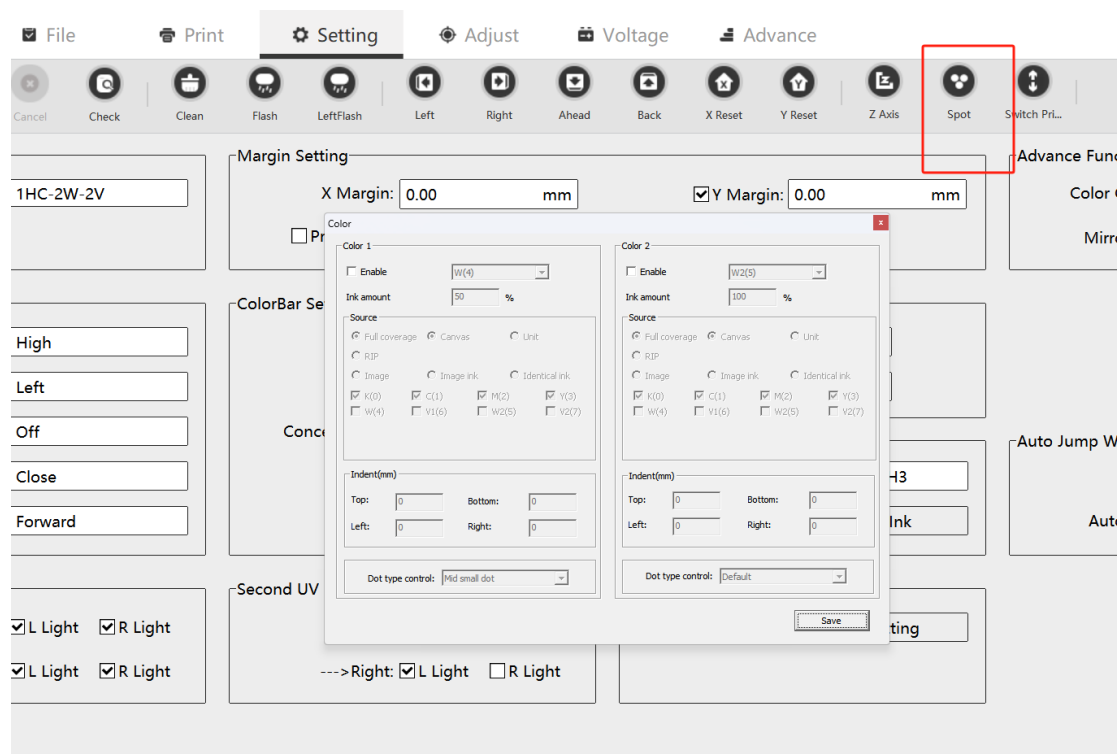 File Print Setting Adjust Voltage Advance
Cancel Check Clean Flash LeftFlash Left Right Ahead Back X Reset Y Reset Z Axis Spot Switch Pri...
Margin Setting Advance Func
1HC-2W-2V X Margin: 0.00 mm Y Margin: 0.00 mm Color
Pr Mirr
ColorBar Se
High
Left
Off Conce
Close H3
Forward Ink Auto
Auto Jump W
Color x
Color 1
Enable W(4)
Ink amount 50 %
Source
Full coverage Canvas Unit
RIP
Image Image ink Identical ink
K(0) C(1) M(2) Y(3)
W(4) V1(6) W2(5) V2(7)
Indent(mm)
Top: 0 Bottom: 0
Left: 0 Right: 0
Dot type control: Mid small dot
Color 2
Enable W2(5)
Ink amount 100 %
Source
Full coverage Canvas Unit
RIP
Image Image ink Identical ink
K(0) C(1) M(2) Y(3)
W(4) V1(6) W2(5) V2(7)
Indent(mm)
Top: 0 Bottom: 0
Left: 0 Right: 0
Dot type control: Default
Save
Second UV
L Light R Light tting
L Light R Light --->Right: L Light R Light